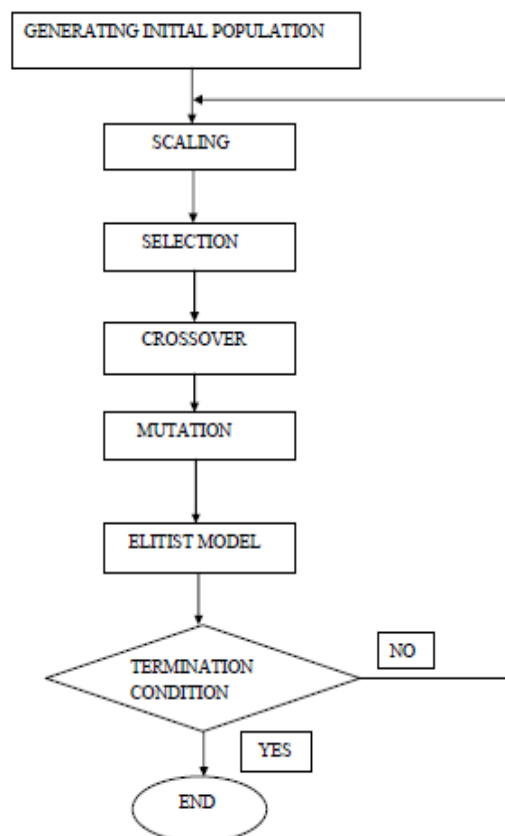 GENERATING INITIAL POPULATION
SCALING
SELECTION
CROSSOVER
MUTATION
ELITIST MODEL
TERMINATION
CONDITION
NO
YES
END